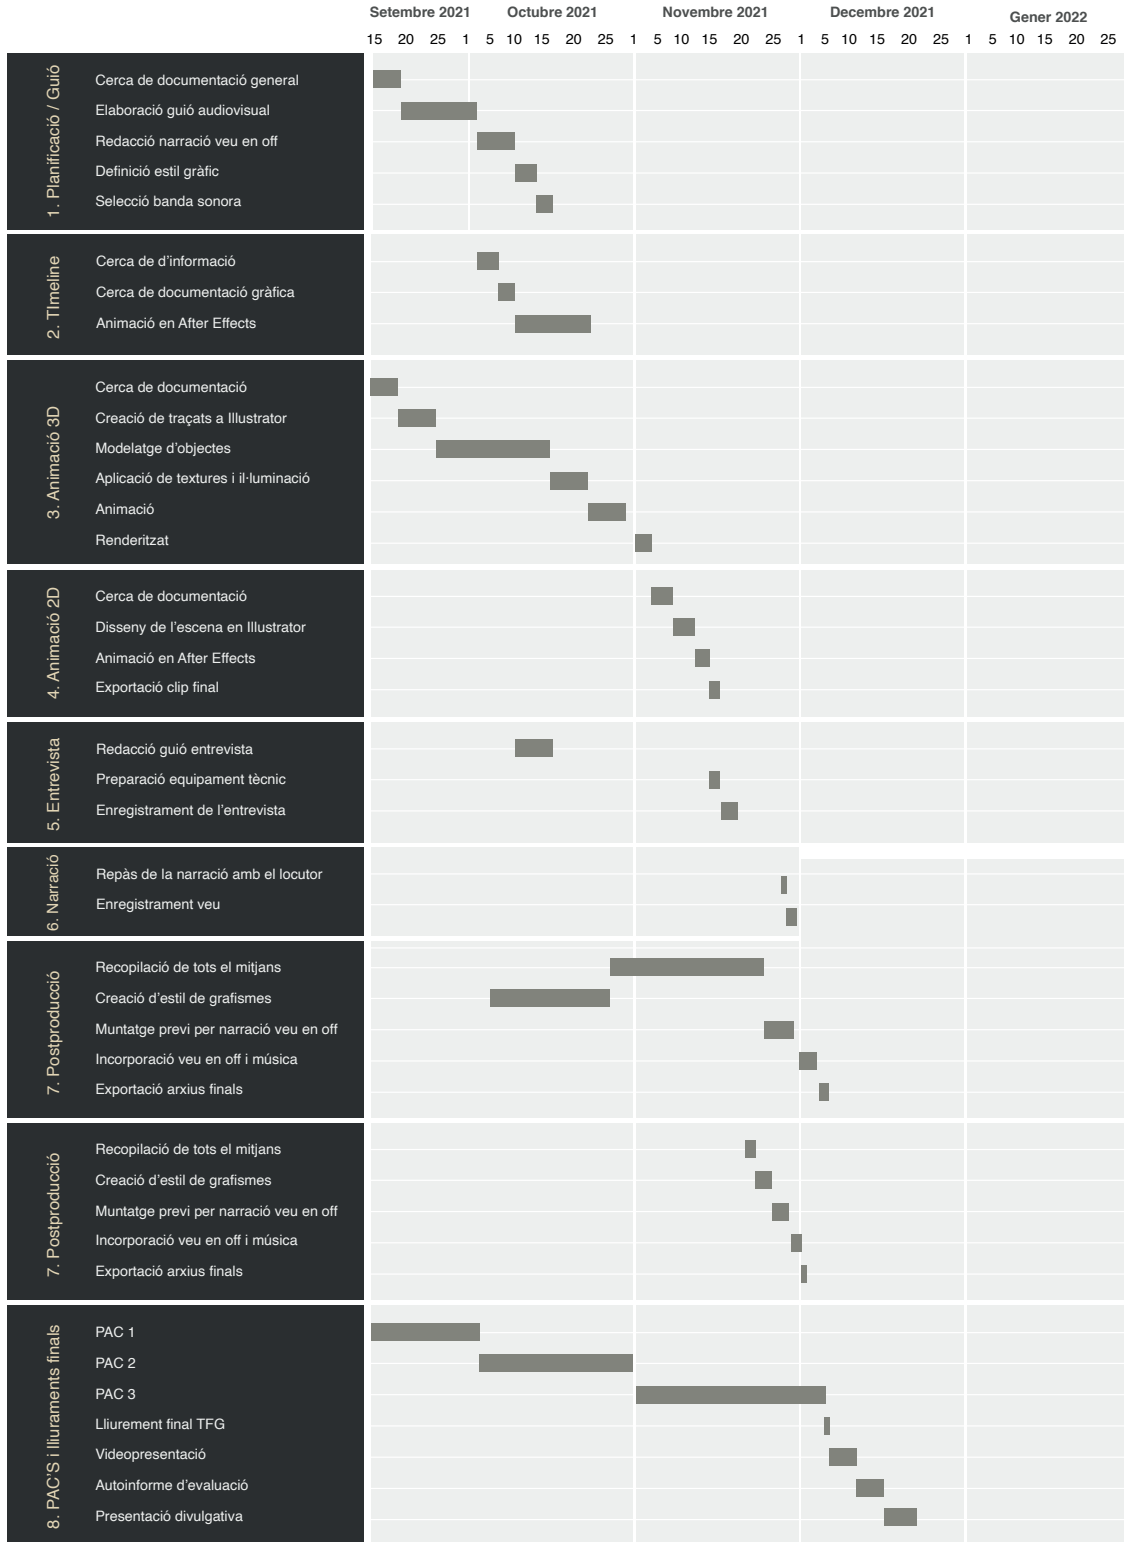 Setembre 2021 Octubre 2021 Novembre 2021 Decembre 2021 Gener 2022
15 20 25 1 5 10 15 20 25 1 5 10 15 20 25 1 5 10 15 20 25 1 5 10 15 20 25
1. Planificació / Guió
Cerca de documentació general
Elaboració guió audiovisual
Redacció narració veu en off
Definició estil gràfic
Selecció banda sonora
2. TImeline
Cerca de d'informació
Cerca de documentació gràfica
Animació en After Effects
3. Animació 3D
Cerca de documentació
Creació de traçats a Illustrator
Modelatge d'objectes
Aplicació de textures i il·luminació
Animació
Renderitzat
4. Animació 2D
Cerca de documentació
Disseny de l'escena en Illustrator
Animació en After Effects
Exportació clip final
5. Entrevista
Redacció guió entrevista
Preparació equipament tècnic
Enregistrament de l'entrevista
6. Narració
Repàs de la narració amb el locutor
Enregistrament veu
7. Postproducció
Recopilació de tots el mitjans
Creació d'estil de grafismes
Muntatge previ per narració veu en off
Incorporació veu en off i música
Exportació arxius finals
7. Postproducció
Recopilació de tots el mitjans
Creació d'estil de grafismes
Muntatge previ per narració veu en off
Incorporació veu en off i música
Exportació arxius finals
8. PAC'S i lliuraments finals
PAC 1
PAC 2
PAC 3
Lliurement final TFG
Videopresentació
Autoinforme d'evaluació
Presentació divulgativa